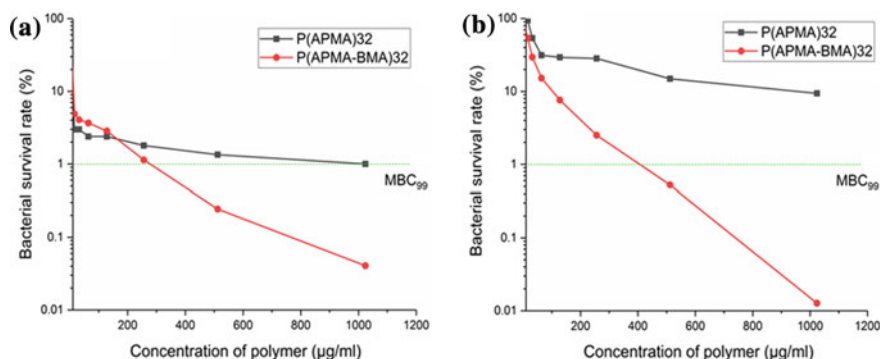 (a)
P(APMA)32
P(APMA-BMA)32
100
10
1
0.1
0.01
Bacterial survival rate (%)
MBC99
200 400 600 800 1000 1200
Concentration of polymer (μg/ml)
(b)
P(APMA)32
P(APMA-BMA)32
100
10
1
0.1
0.01
Bacterial survival rate (%)
MBC99
200 400 600 800 1000 1200
Concentration of polymer (μg/ml)